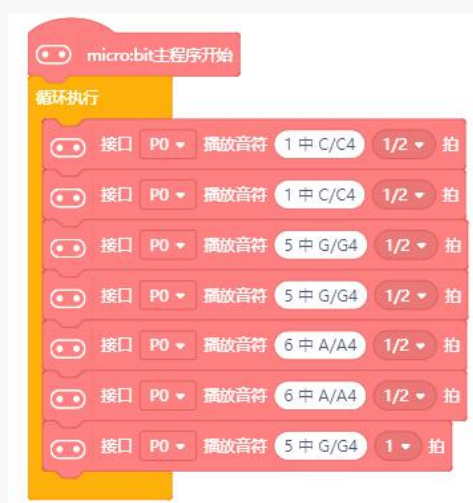 micro:bit主程序开始
循环执行
接口 P0 播放音符 1 中 C/C4 1/2 拍
接口 P0 播放音符 1 中 C/C4 1/2 拍
接口 P0 播放音符 5 中 G/G4 1/2 拍
接口 P0 播放音符 5 中 G/G4 1/2 拍
接口 P0 播放音符 6 中 A/A4 1/2 拍
接口 P0 播放音符 6 中 A/A4 1/2 拍
接口 P0 播放音符 5 中 G/G4 1 拍